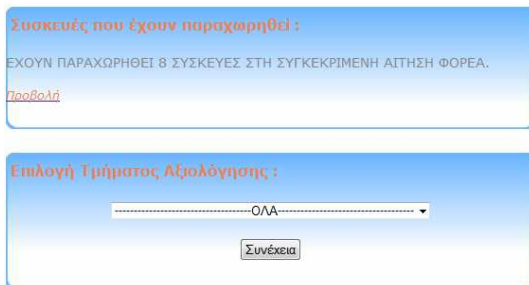 Συσκευές που έχουν παραχωρηθεί :
ΕΧΟΥΝ ΠΑΡΑΧΩΡΗΘΕΙ 8 ΣΥΣΚΕΥΕΣ ΣΤΗ ΣΥΓΚΕΚΡΙΜΕΝΗ ΑΙΤΗΣΗ ΦΟΡΕΑ.
Προβολή
Επιλογή Τμήματος Αξιολόγησης :
------------------------------------ΟΛΑ------------------------------------
Συνέχεια